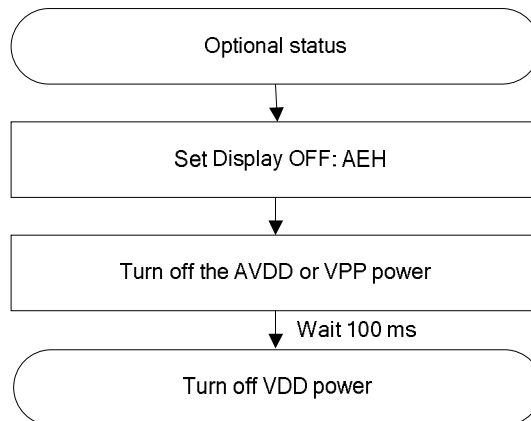 Optional status
Set Display OFF: AEH
Turn off the AVDD or VPP power
Wait 100 ms
Turn off VDD power